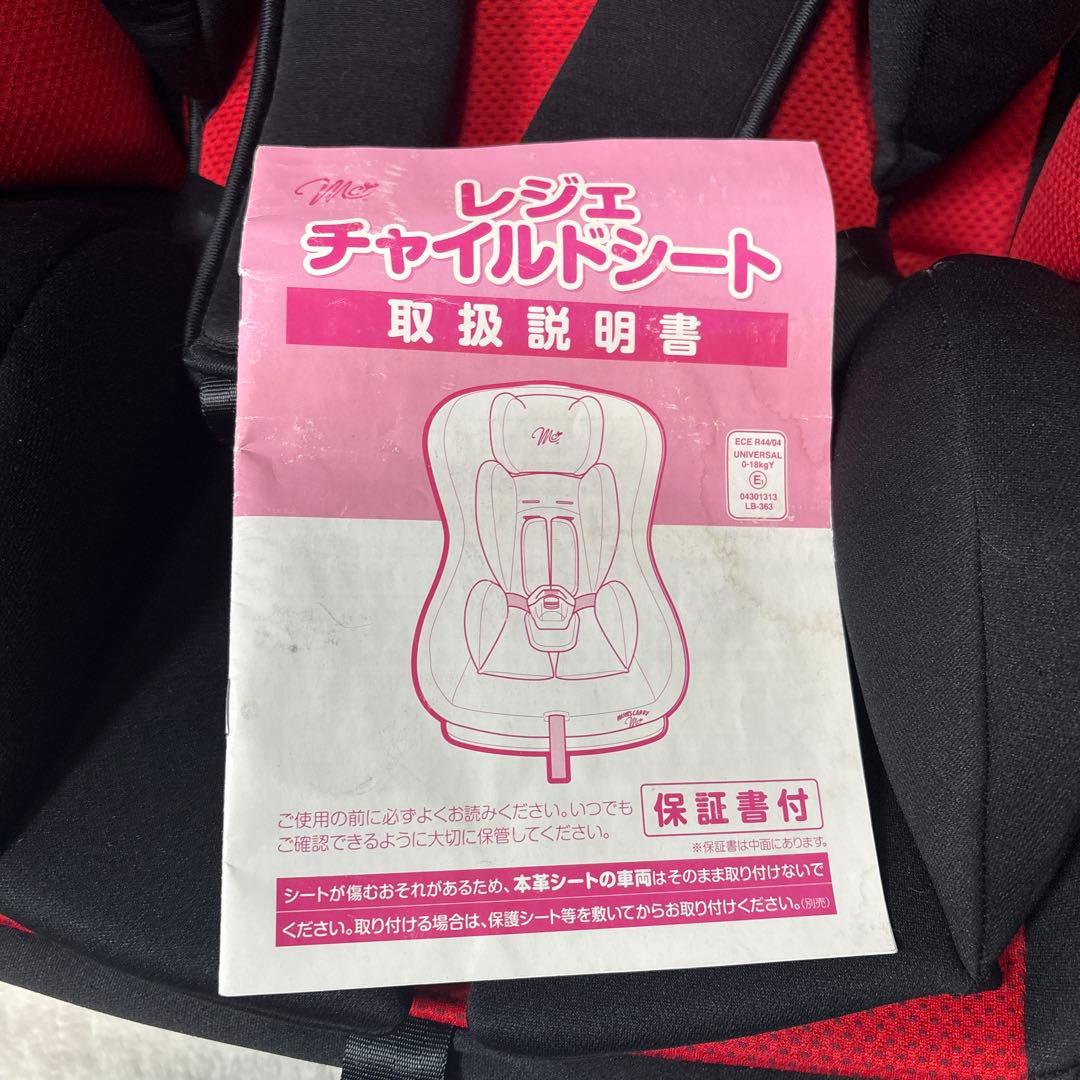 mc
レジェ
チャイルドシート
取扱説明書
mc
ECE R44/04
UNIVERSAL
0-18kgY
E1
04301313
LB-363
mc
ご使用の前に必ずよくお読みください。いつでも
ご確認できるように大切に保管してください。
保証書付
※保証書は中面にあります。
シートが傷むおそれがあるため、本革シートの車両はそのまま取り付けないで
ください。取り付ける場合は、保護シート等を敷いてからお取り付けください。(別売)